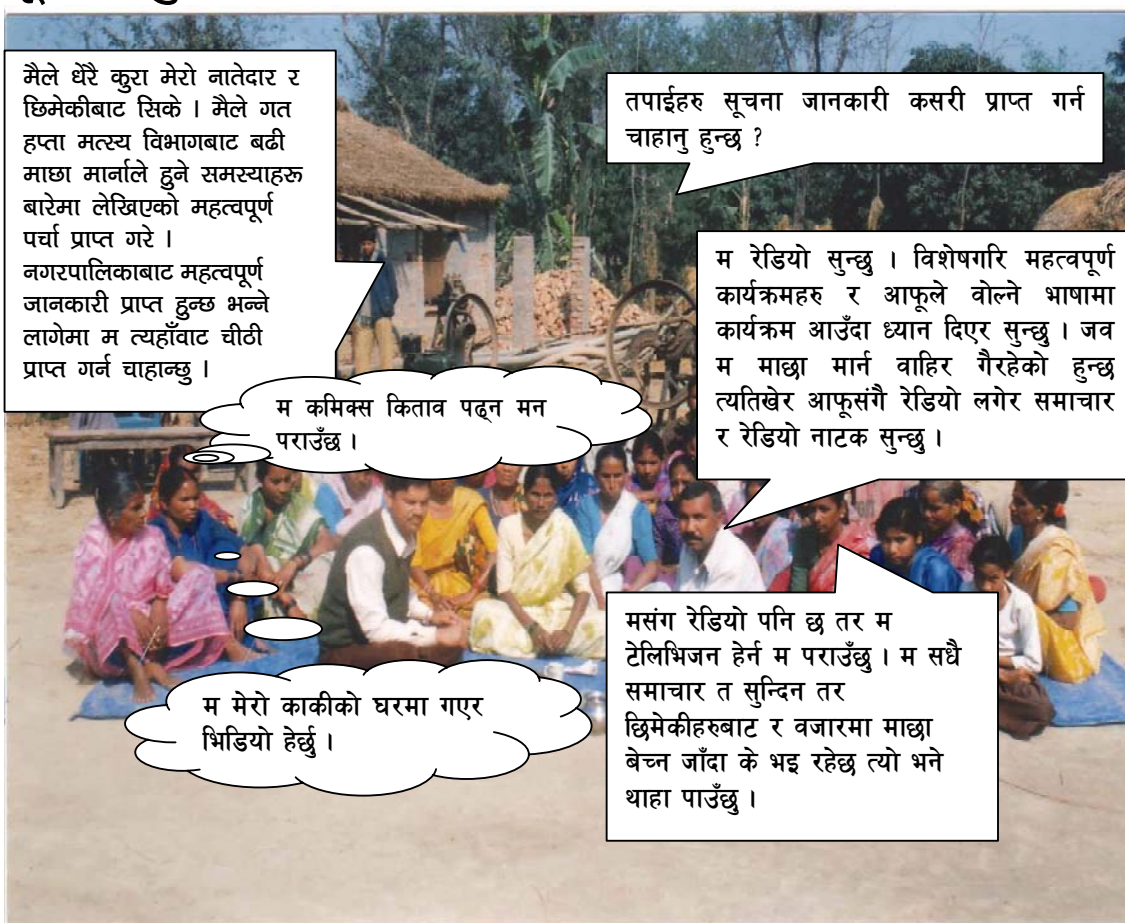 मैले धेरै कुरा मेरो नातेदार र
छिमेकीबाट सिके । मैले गत
हप्ता मत्स्य विभागबाट बढी
माछा मार्नाले हुने समस्याहरू
बारेमा लेखिएको महत्वपूर्ण
पर्चा प्राप्त गरे ।
नगरपालिकाबाट महत्वपूर्ण
जानकारी प्राप्त हुन्छ भन्ने
लागेमा म त्यहाँवाट चीठी
प्राप्त गर्न चाहान्छु ।
तपाईहरु सूचना जानकारी कसरी प्राप्त गर्न
चाहानु हुन्छ ?
म रेडियो सुन्छु । विशेषगरि महत्वपूर्ण
कार्यक्रमहरु र आफूले वोल्ने भाषामा
कार्यक्रम आउँदा ध्यान दिएर सुन्छु । जव
म माछा मार्न वाहिर गैरहेको हुन्छ
त्यतिखेर आफूसंगै रेडियो लगेर समाचार
र रेडियो नाटक सुन्छु ।
म कमिक्स किताव पढ्न मन
पराउँछ ।
मसंग रेडियो पनि छ तर म
टेलिभिजन हेर्न म पराउँछु । म सधै
समाचार त सुन्दिन तर
छिमेकीहरुबाट र वजारमा माछा
बेच्न जाँदा के भइ रहेछ त्यो भने
थाहा पाउँछु ।
म मेरो काकीको घरमा गएर
भिडियो हेर्छु ।